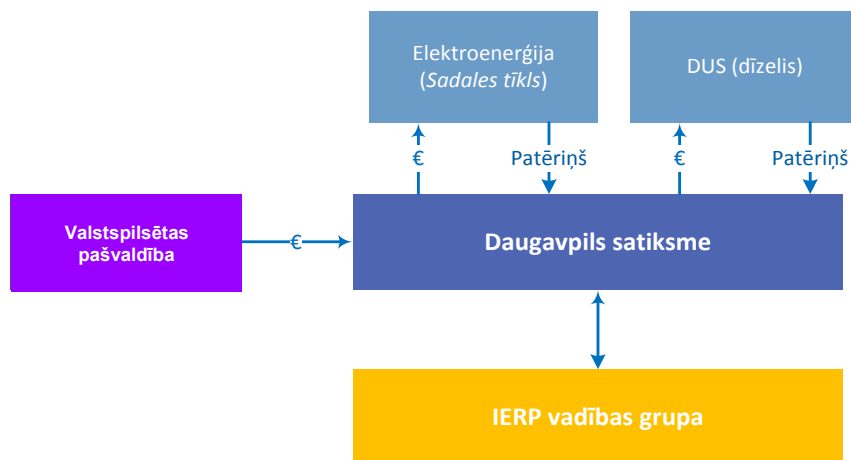 Elektroenerģija
(Sadales tīkls)
DUS (dīzelis)
€
Patēriņš
€
Patēriņš
Valstspilsētas
pašvaldība
€
Daugavpils satiksme
IERP vadības grupa